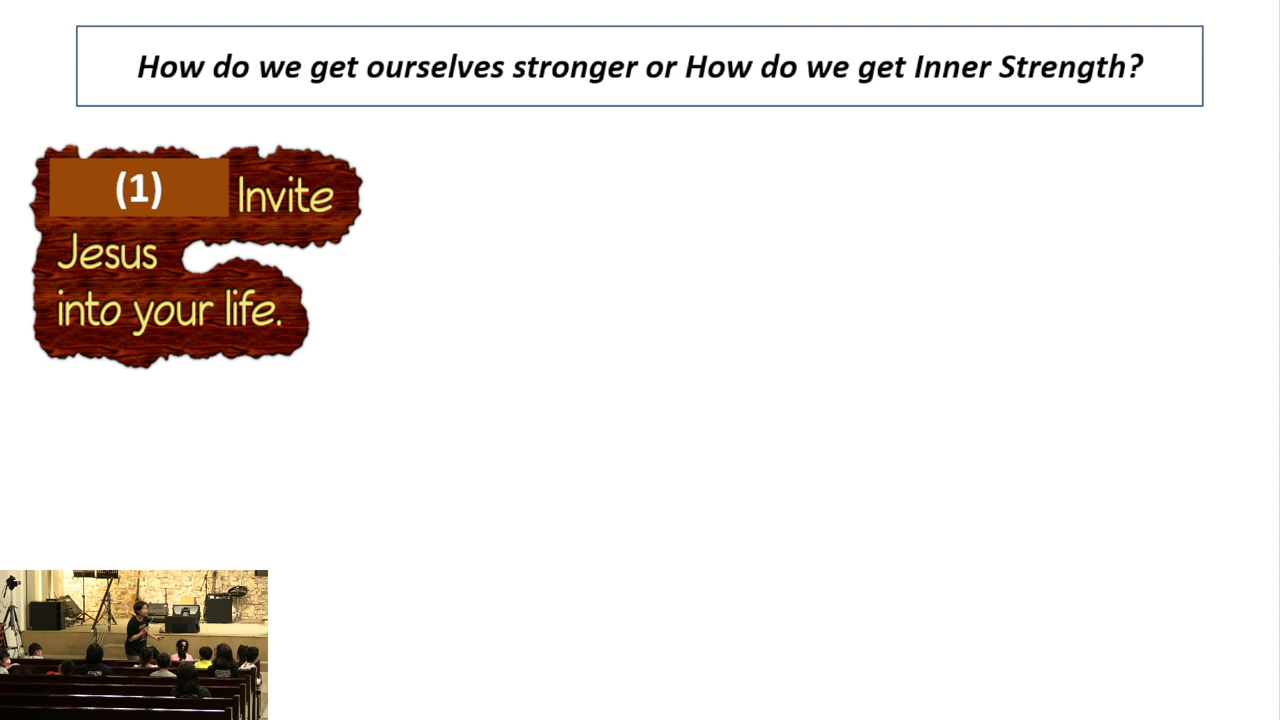 How do we get ourselves stronger or How do we get Inner Strength?
(1) Invite
Jesus
into your life.